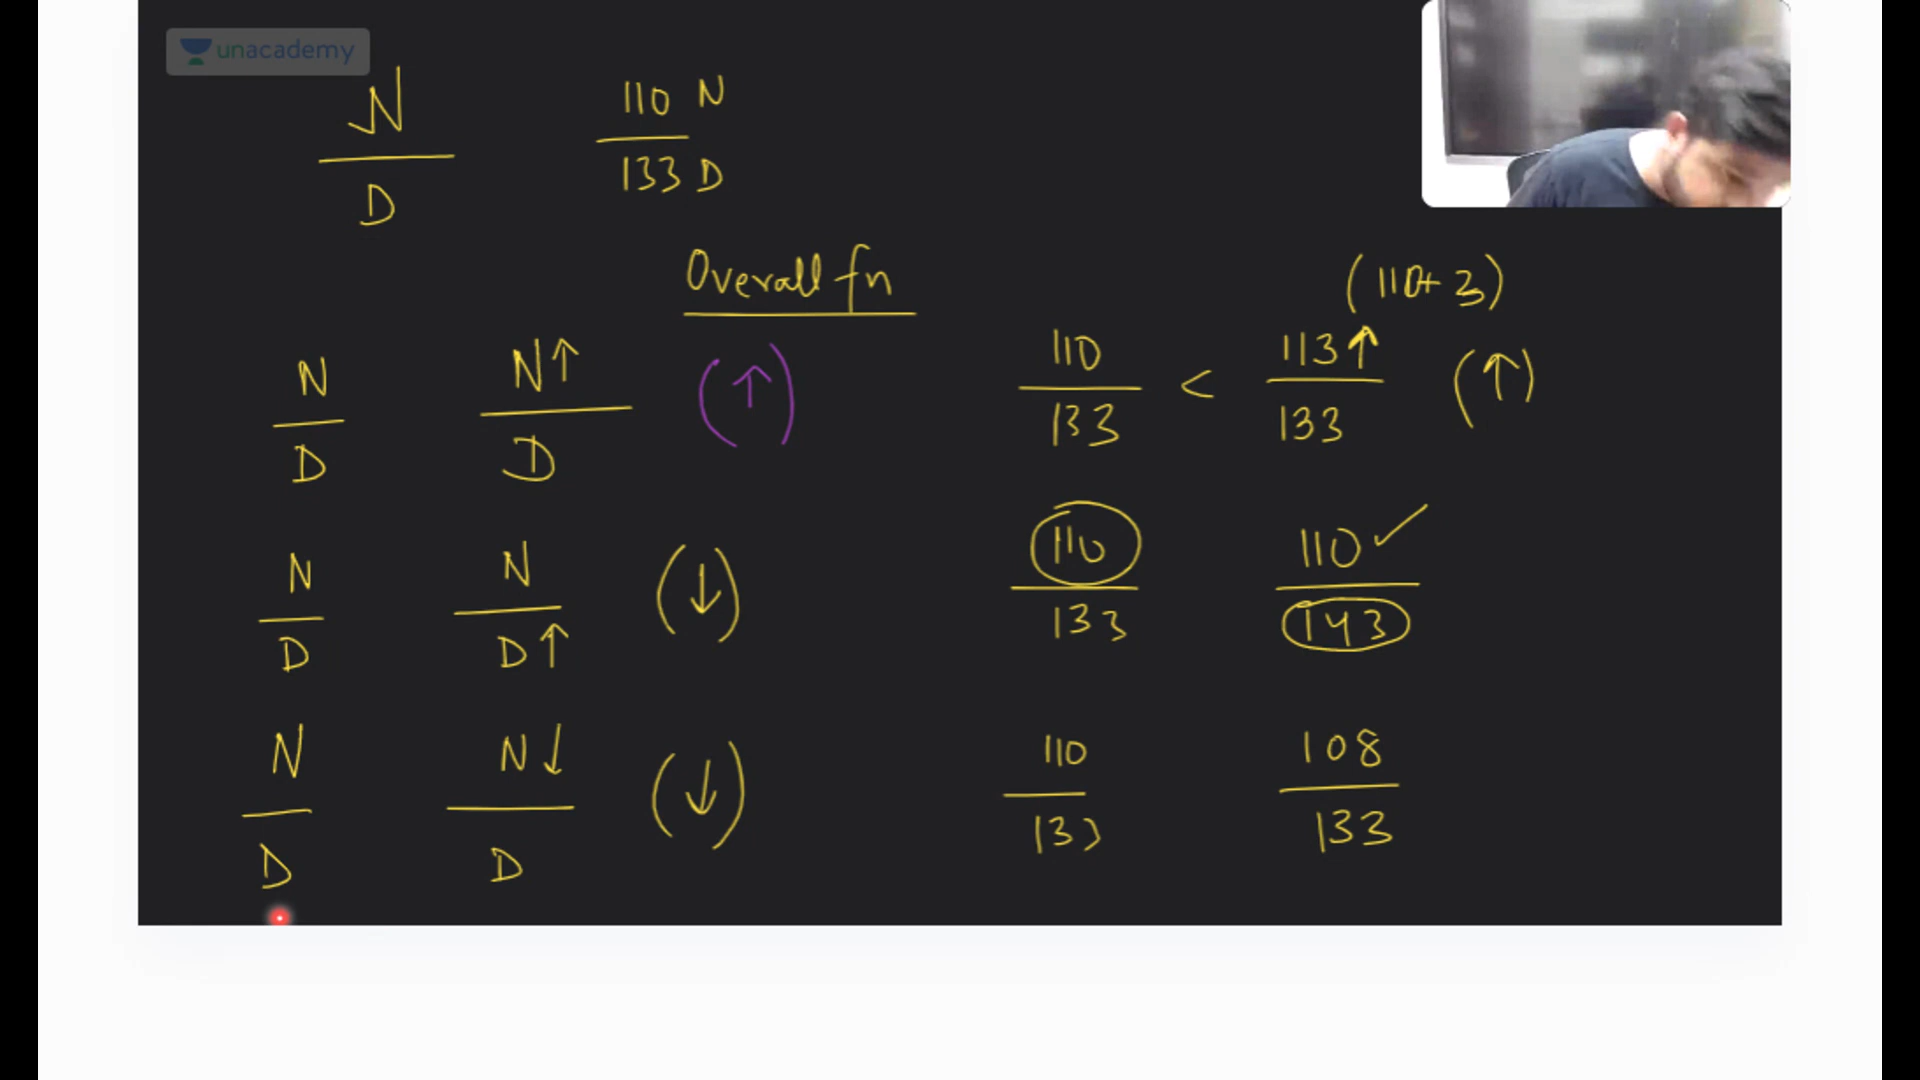 unacademy
N 110 N
D 133 D
Overall fn
(110+3)
N N↑ (↑) 110 < 113↑ (↑)
D D 133 133
N N (↓) 110 110 ✓
D D↑ 133 143
N N↓ (↓) 110 108
D D 133 133